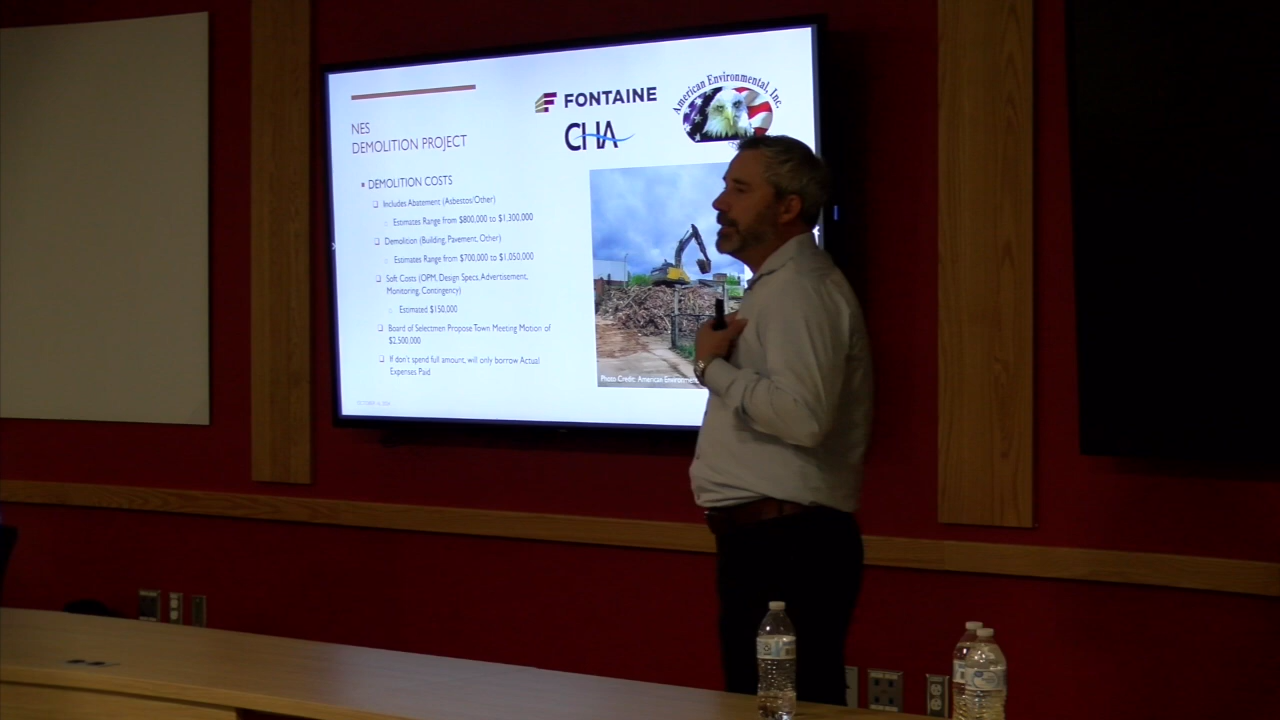 FONTAINE
American Environmental, Inc.
CHA
NES
DEMOLITION PROJECT
DEMOLITION COSTS
Includes Abatement (Asbestos/Other)
Estimates Range from $800,000 to $1,300,000
Demolition (Building, Pavement, Other)
Estimates Range from $700,000 to $1,050,000
Soft Costs (OPM, Design Specs, Advertisement,
Monitoring, Contingency)
Estimated $150,000
Board of Selectmen Propose Town Meeting Motion of
$2,500,000
If don't spend full amount, will only borrow Actual
Expenses Paid
Photo Credit: American Environment